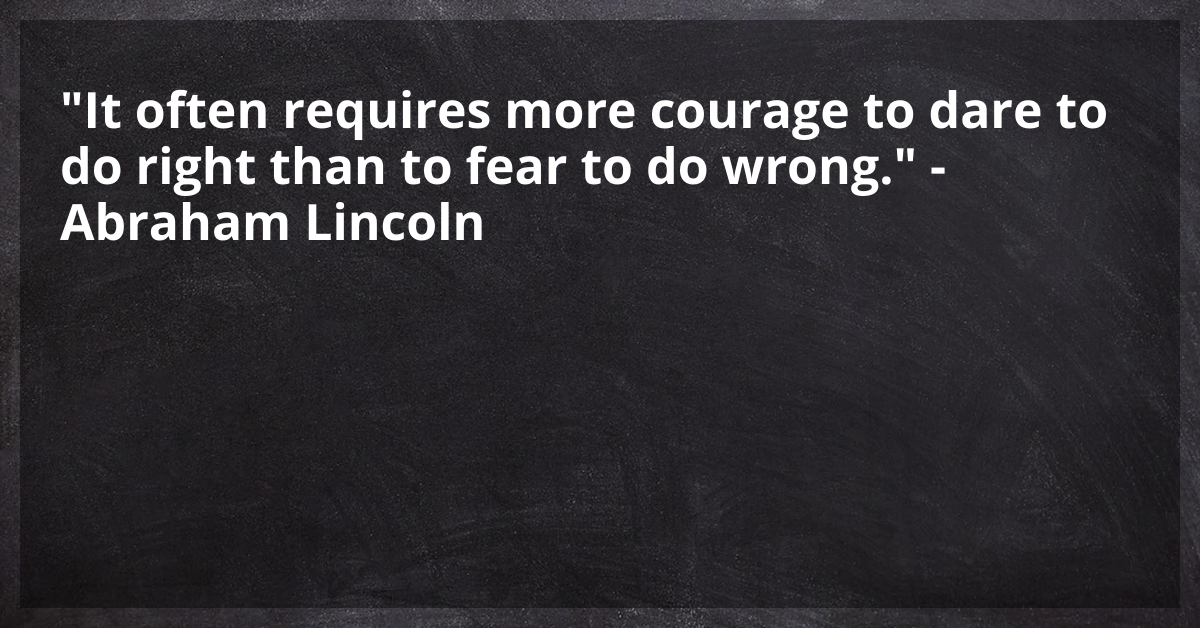 "It often requires more courage to dare to
do right than to fear to do wrong." -
Abraham Lincoln